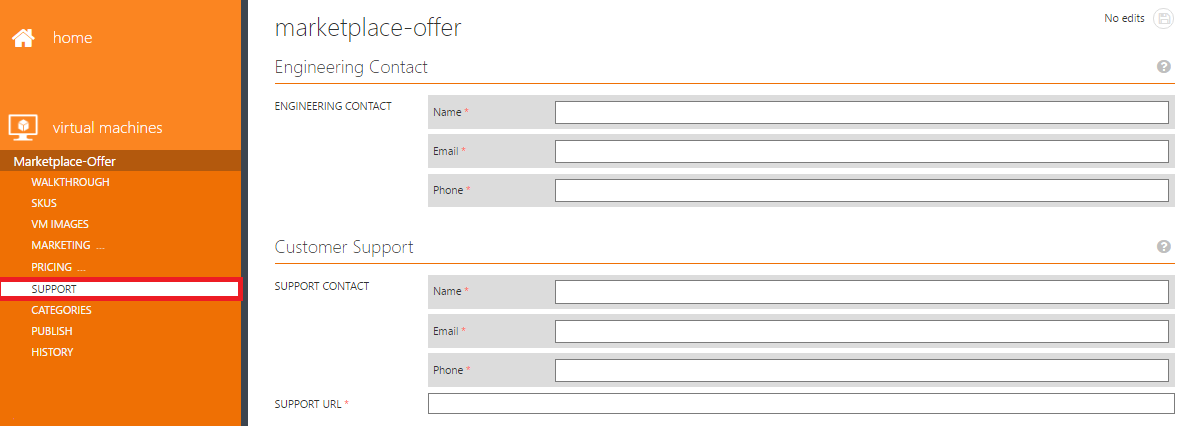 home
virtual machines
Marketplace-Offer
WALKTHROUGH
SKUS
VM IMAGES
MARKETING ...
PRICING ...
SUPPORT
CATEGORIES
PUBLISH
HISTORY
marketplace-offer
No edits
Engineering Contact
?
ENGINEERING CONTACT
Name *
Email *
Phone *
Customer Support
?
SUPPORT CONTACT
Name *
Email *
Phone *
SUPPORT URL *